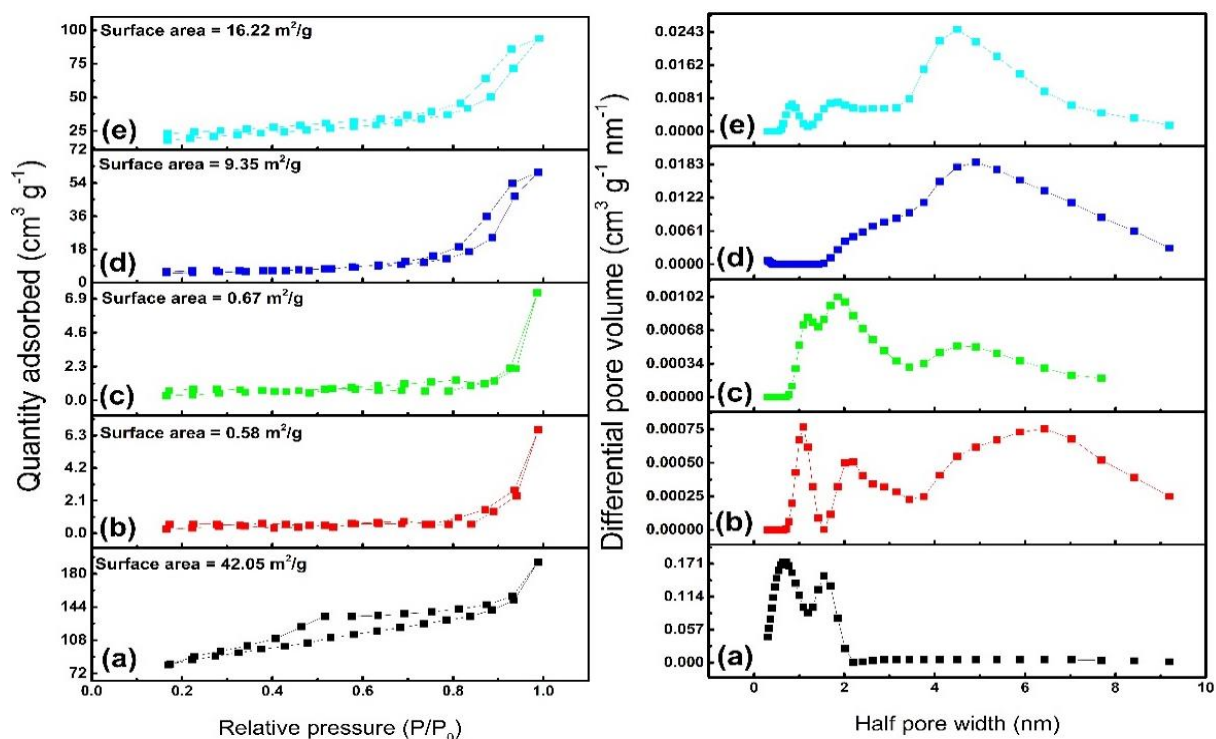 Quantity adsorbed (cm³ g⁻¹)
100
75
50
25
Surface area = 16.22 m²/g
(e)
72
54
36
18
0
Surface area = 9.35 m²/g
(d)
6.9
4.6
2.3
0.0
Surface area = 0.67 m²/g
(c)
6.3
4.2
2.1
0.0
Surface area = 0.58 m²/g
(b)
180
144
108
72
Surface area = 42.05 m²/g
(a)
0.0 0.2 0.4 0.6 0.8 1.0
Relative pressure (P/P₀)
Differential pore volume (cm³ g⁻¹ nm⁻¹)
0.0243
0.0162
0.0081
0.0000
(e)
0.0183
0.0122
0.0061
0.0000
(d)
0.00102
0.00068
0.00034
0.00000
(c)
0.00075
0.00050
0.00025
0.00000
(b)
0.171
0.114
0.057
0.000
(a)
0 2 4 6 8 10
Half pore width (nm)